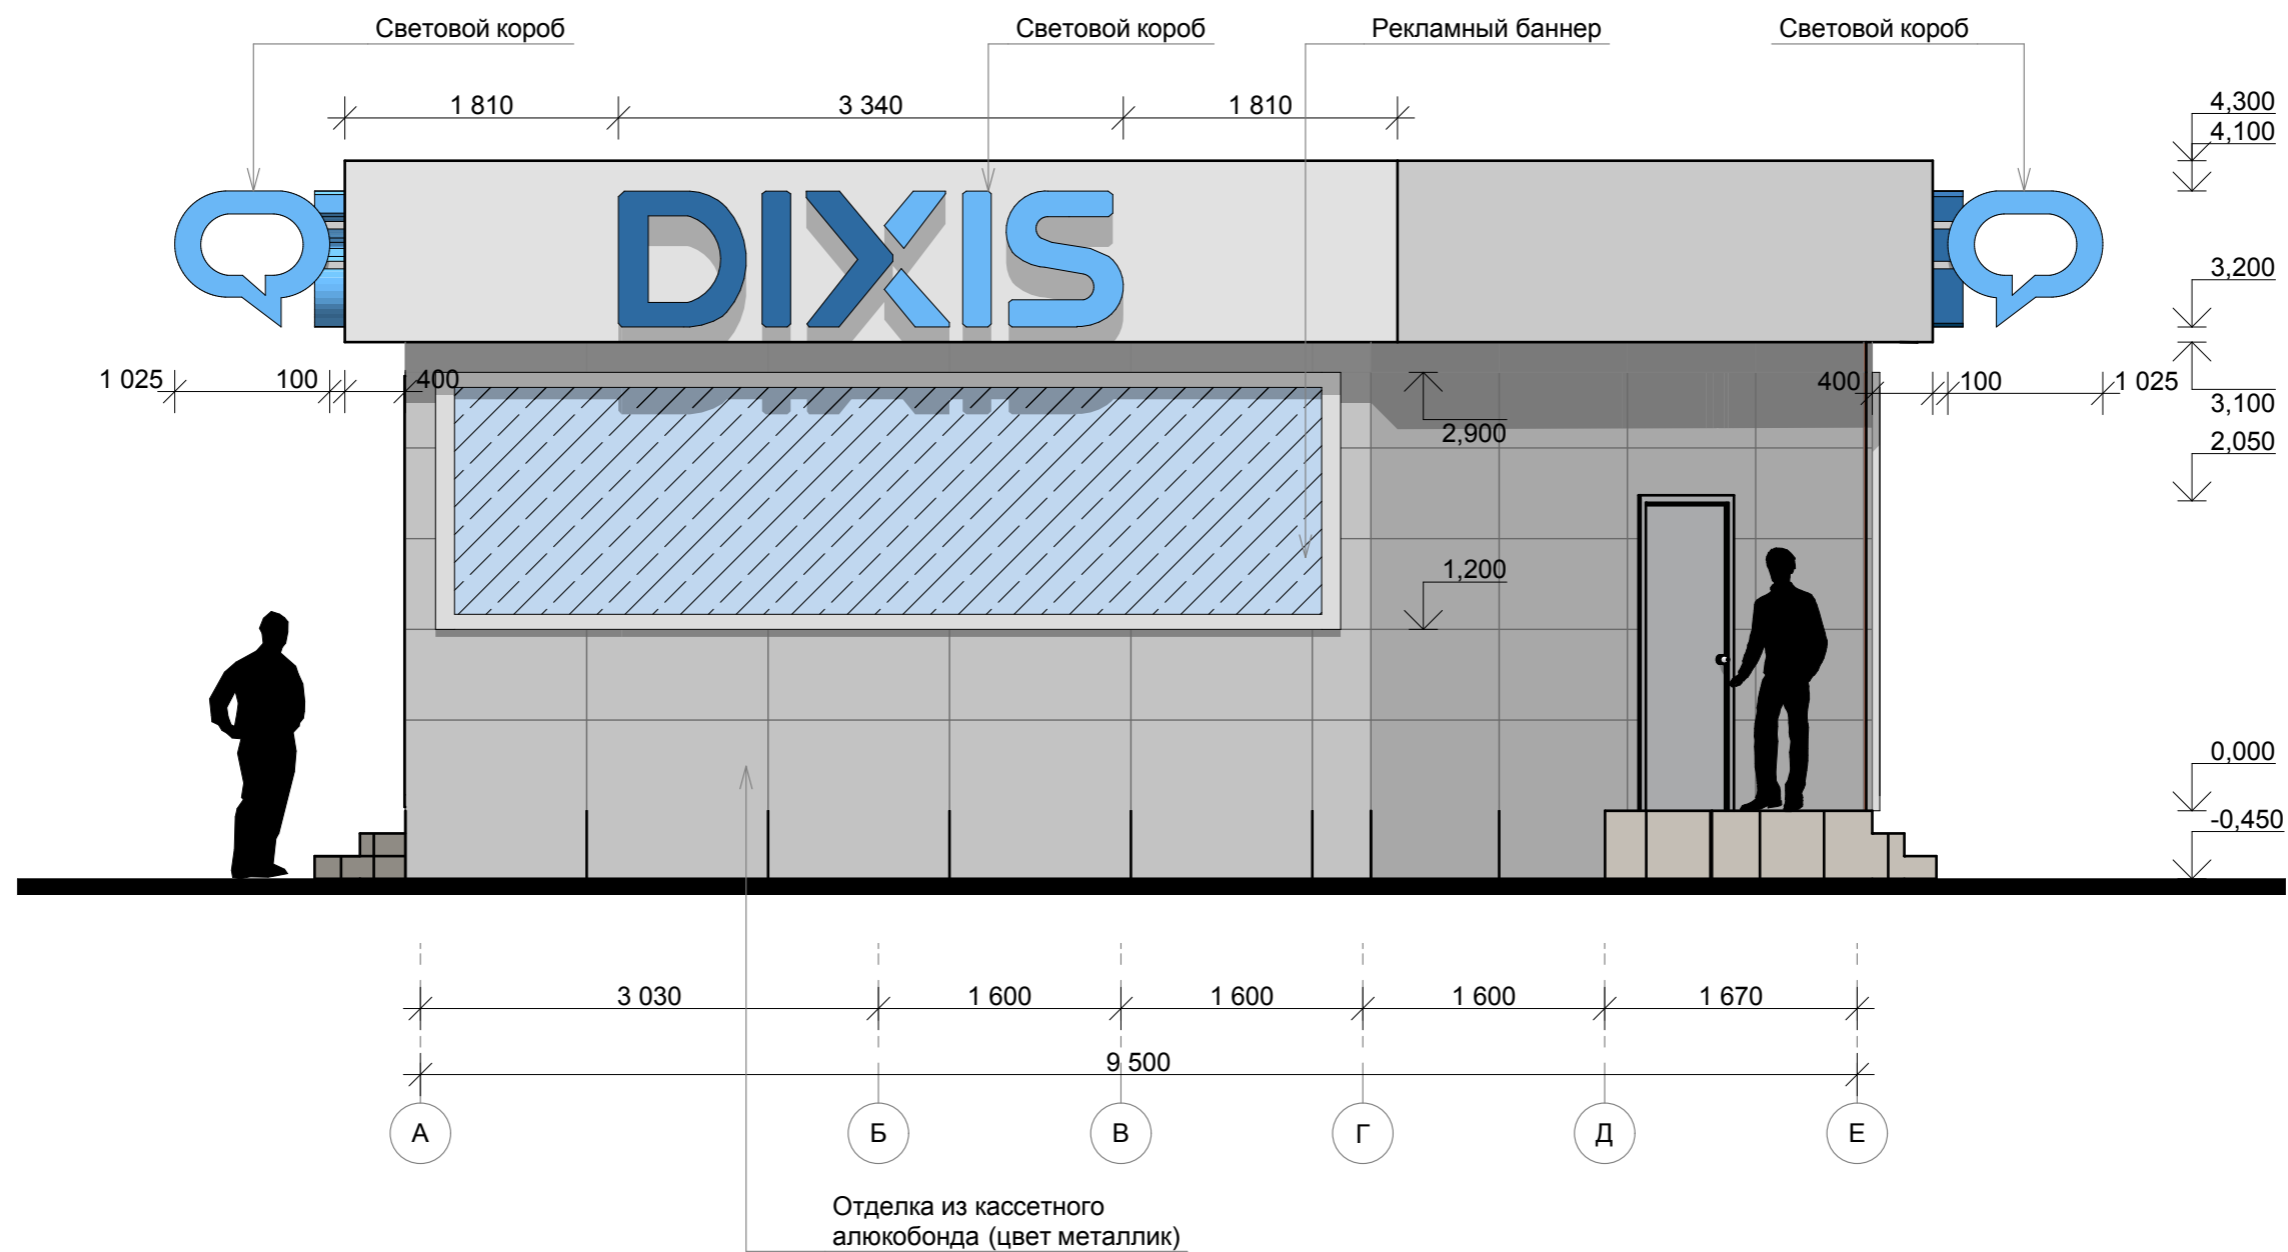 Световой короб
Световой короб
Рекламный баннер
Световой короб
1 810
3 340
1 810
4,300
4,100
DIXIS
3,200
1 025
100
400
400
100
1 025
3,100
2,900
2,050
1,200
0,000
-0,450
3 030
1 600
1 600
1 600
1 670
9 500
А
Б
В
Г
Д
Е
Отделка из кассетного
алюкобонда (цвет металлик)